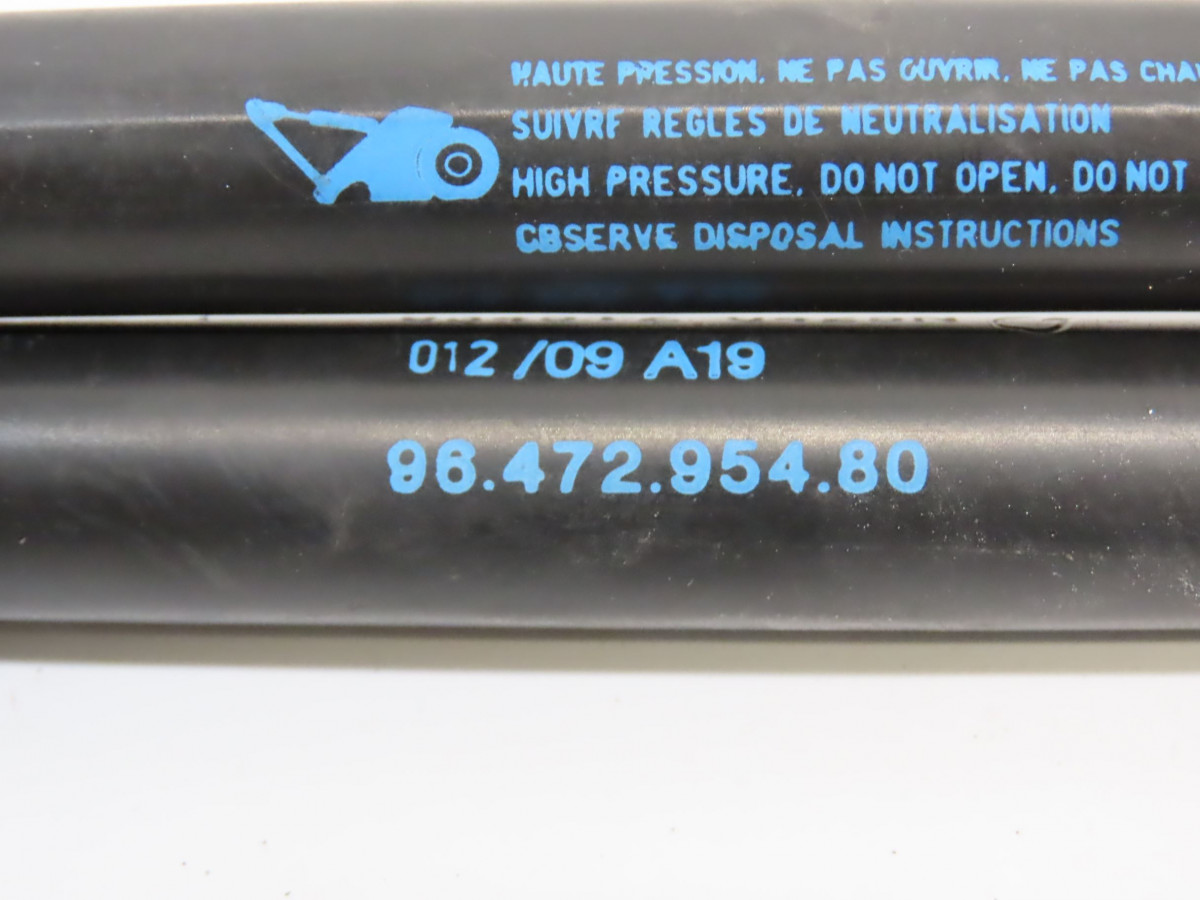 HAUTE PRESSION. NE PAS OUVRIR. NE PAS
SUIVRE REGLES DE NEUTRALISATION
HIGH PRESSURE. DO NOT OPEN. DO NOT
OBSERVE DISPOSAL INSTRUCTIONS
012 /09 A19
96.472.954.80